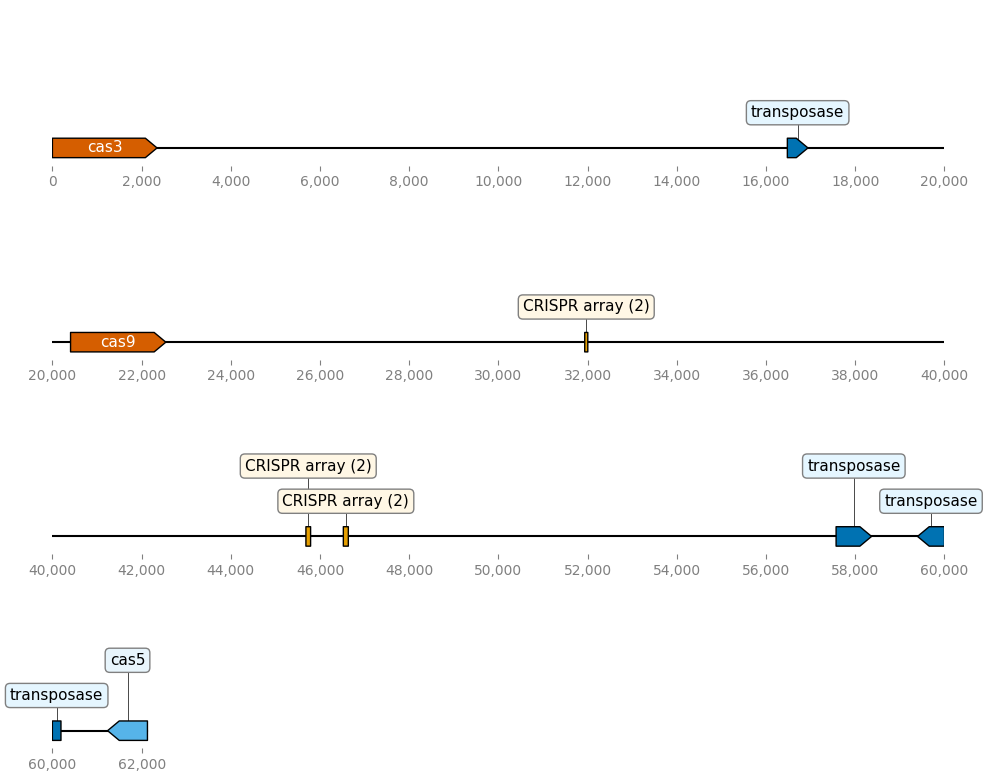 transposase
cas3
0 2,000 4,000 6,000 8,000 10,000 12,000 14,000 16,000 18,000 20,000
CRISPR array (2)
cas9
20,000 22,000 24,000 26,000 28,000 30,000 32,000 34,000 36,000 38,000 40,000
CRISPR array (2) transposase
CRISPR array (2) transposase
40,000 42,000 44,000 46,000 48,000 50,000 52,000 54,000 56,000 58,000 60,000
cas5
transposase
60,000 62,000